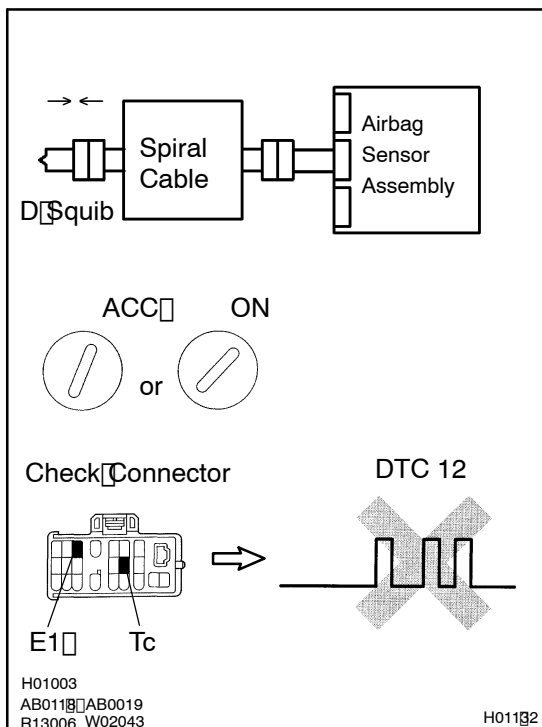 Airbag
Sensor
Assembly
Spiral
Cable
D Squib
ACC ON
or
Check Connector
DTC 12
E1 Tc
H01003
AB0118 AB0019
R13006 W02043